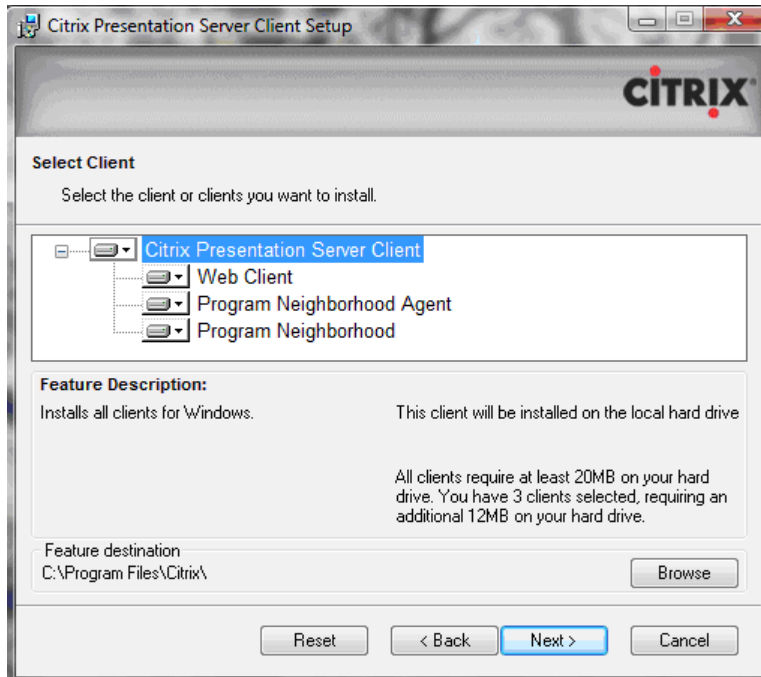 Citrix Presentation Server Client Setup
CITRIX
Select Client
Select the client or clients you want to install.
Citrix Presentation Server Client
Web Client
Program Neighborhood Agent
Program Neighborhood
Feature Description:
Installs all clients for Windows.
This client will be installed on the local hard drive
All clients require at least 20MB on your hard
drive. You have 3 clients selected, requiring an
additional 12MB on your hard drive.
Feature destination
C:\Program Files\Citrix\
Browse
Reset
< Back
Next >
Cancel